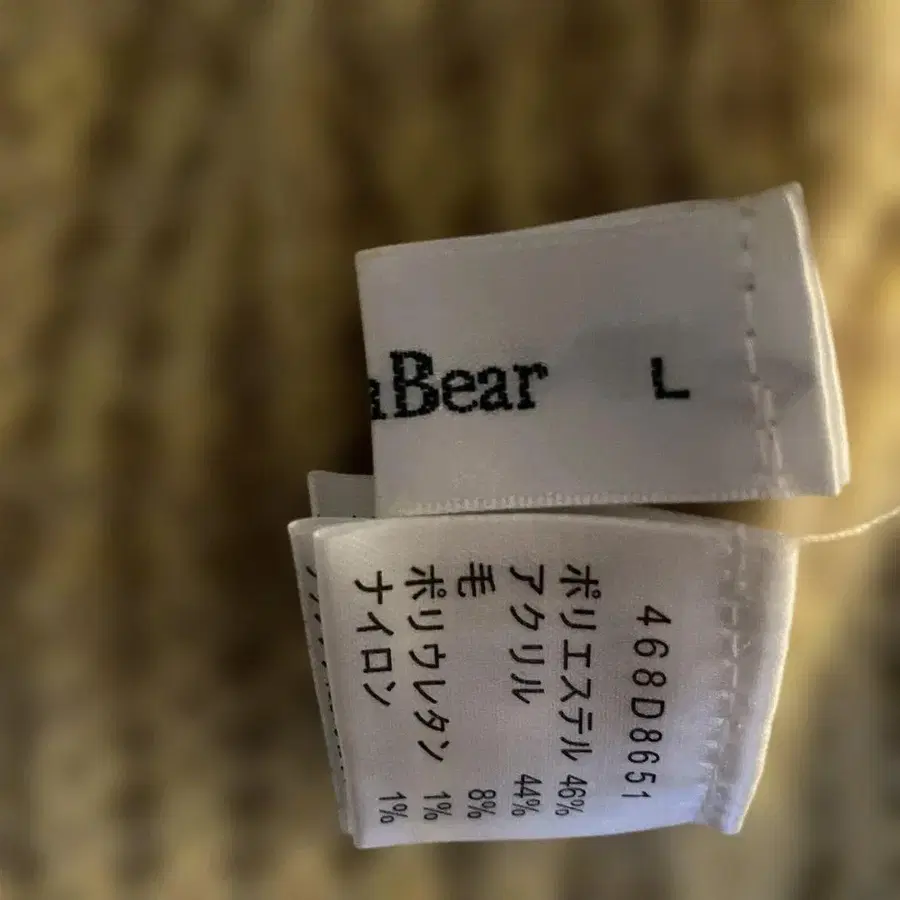 Bear L
468D8651
ポリエステル 46%
アクリル 44%
毛 8%
ポリウレタン 1%
ナイロン 1%